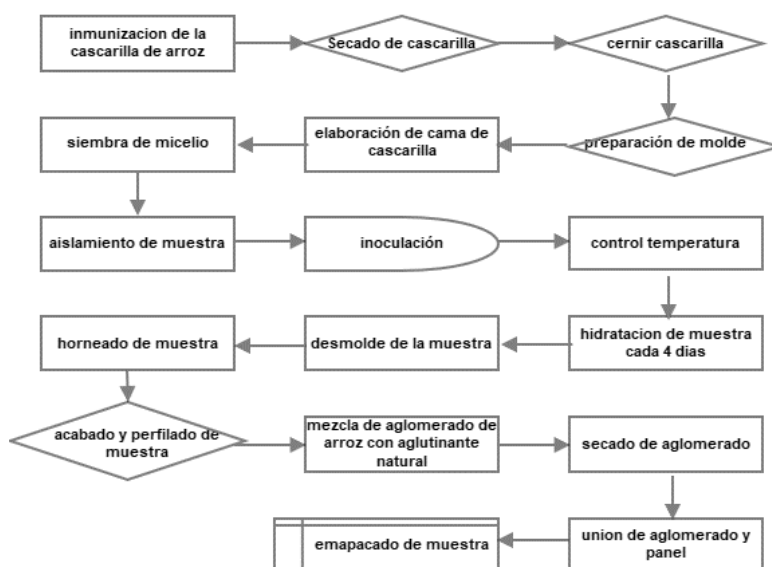 inmunizacion de la
cascarilla de arroz
Secado de cascarilla
cernir cascarilla
preparación de molde
elaboración de cama de
cascarilla
siembra de micelio
aislamiento de muestra
inoculación
control temperatura
hidratacion de muestra
cada 4 dias
desmolde de la muestra
horneado de muestra
acabado y perfilado de
muestra
mezcla de aglomerado de
arroz con aglutinante
natural
secado de aglomerado
union de aglomerado y
panel
emapacado de muestra